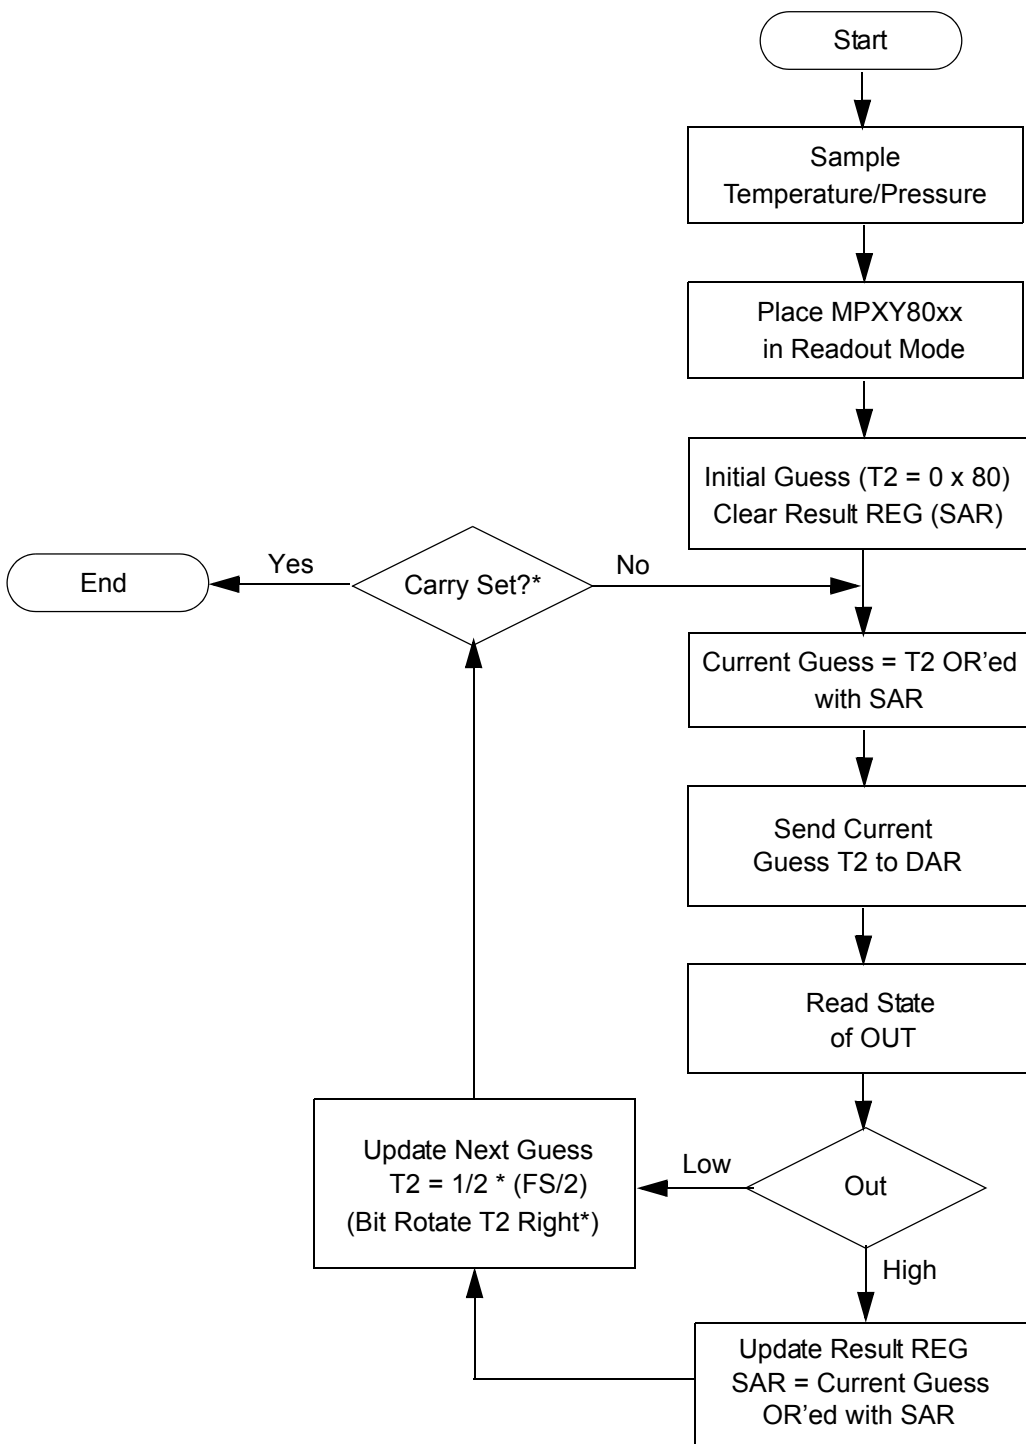 Start
Sample
Temperature/Pressure
Place MPXY80xx
in Readout Mode
Initial Guess (T2 = 0 x 80)
Clear Result REG (SAR)
End
Yes
Carry Set?*
No
Current Guess = T2 OR’ed
with SAR
Send Current
Guess T2 to DAR
Read State
of OUT
Update Next Guess
T2 = 1/2 * (FS/2)
(Bit Rotate T2 Right*)
Low
Out
High
Update Result REG
SAR = Current Guess
OR’ed with SAR